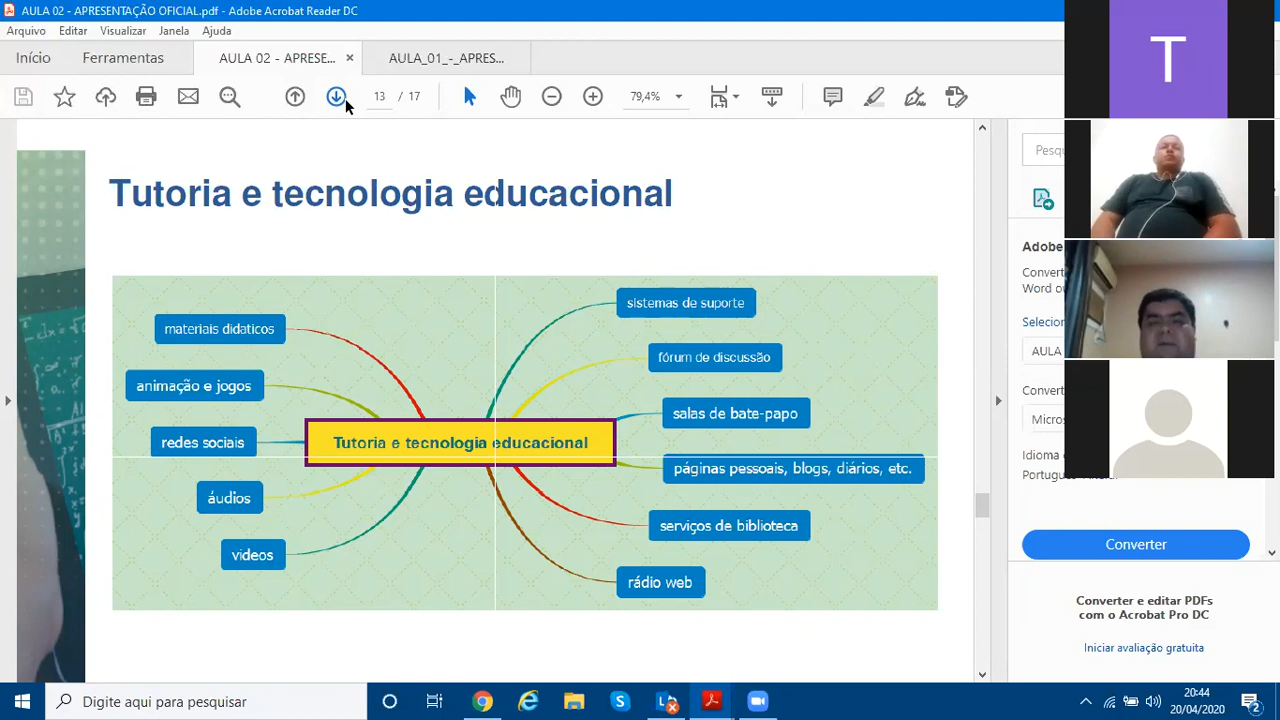 AULA 02 - APRESENTAÇÃO OFICIAL.pdf - Adobe Acrobat Reader DC
Arquivo Editar Visualizar Janela Ajuda
Início Ferramentas AULA 02 - APRESE... × AULA_01_-_APRES...
13 / 17 79,4%
T
Tutoria e tecnologia educacional
materiais didaticos
animação e jogos
redes sociais
áudios
videos
Tutoria e tecnologia educacional
sistemas de suporte
fórum de discussão
salas de bate-papo
páginas pessoais, blogs, diários, etc.
serviços de biblioteca
rádio web
Pesqu
Adobe
Convert
Word ou
Selecior
AULA
Convert
Micros
Idioma d
Converter
Converter e editar PDFs
com o Acrobat Pro DC
Iniciar avaliação gratuita
Digite aqui para pesquisar
20:44
20/04/2020
2